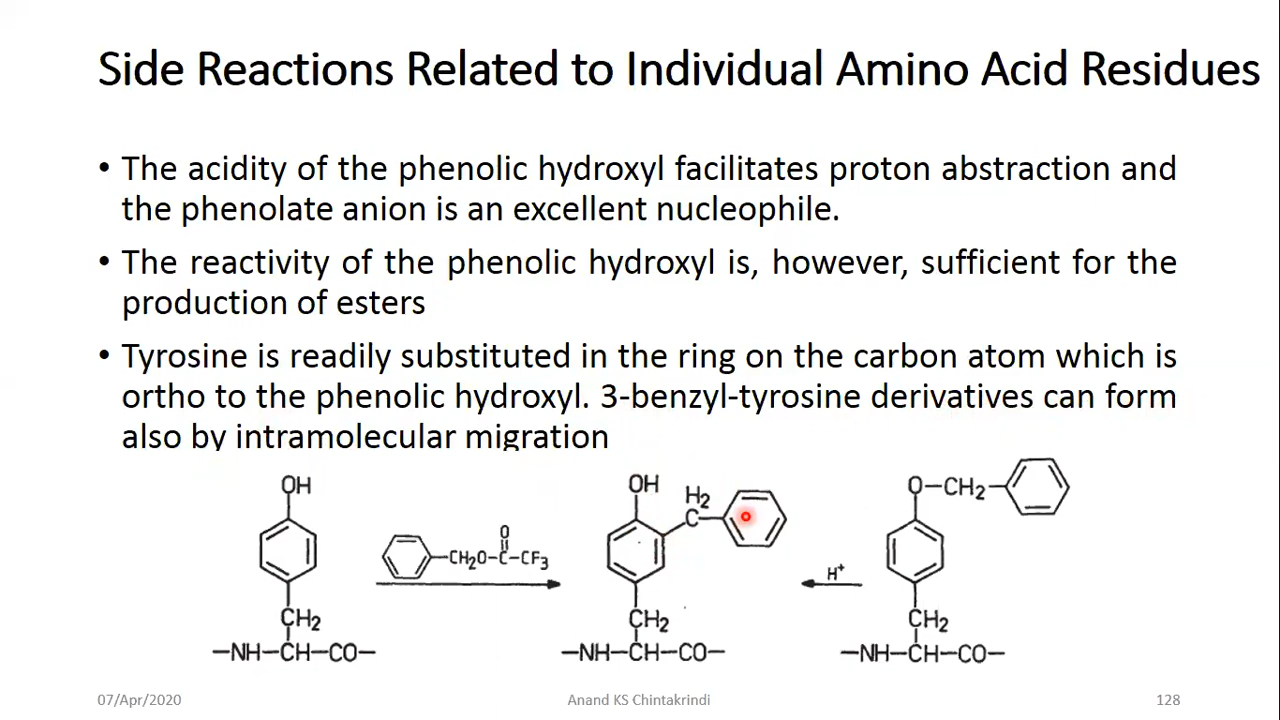 Side Reactions Related to Individual Amino Acid Residues
• The acidity of the phenolic hydroxyl facilitates proton abstraction and
the phenolate anion is an excellent nucleophile.
• The reactivity of the phenolic hydroxyl is, however, sufficient for the
production of esters
• Tyrosine is readily substituted in the ring on the carbon atom which is
ortho to the phenolic hydroxyl. 3-benzyl-tyrosine derivatives can form
also by intramolecular migration
OH
CH2
—NH—CH—CO—
O
—CH2O—C—CF3
OH
H2
C
CH2
—NH—CH—CO—
H+
O—CH2
CH2
—NH—CH—CO—
07/Apr/2020
Anand KS Chintakrindi
128